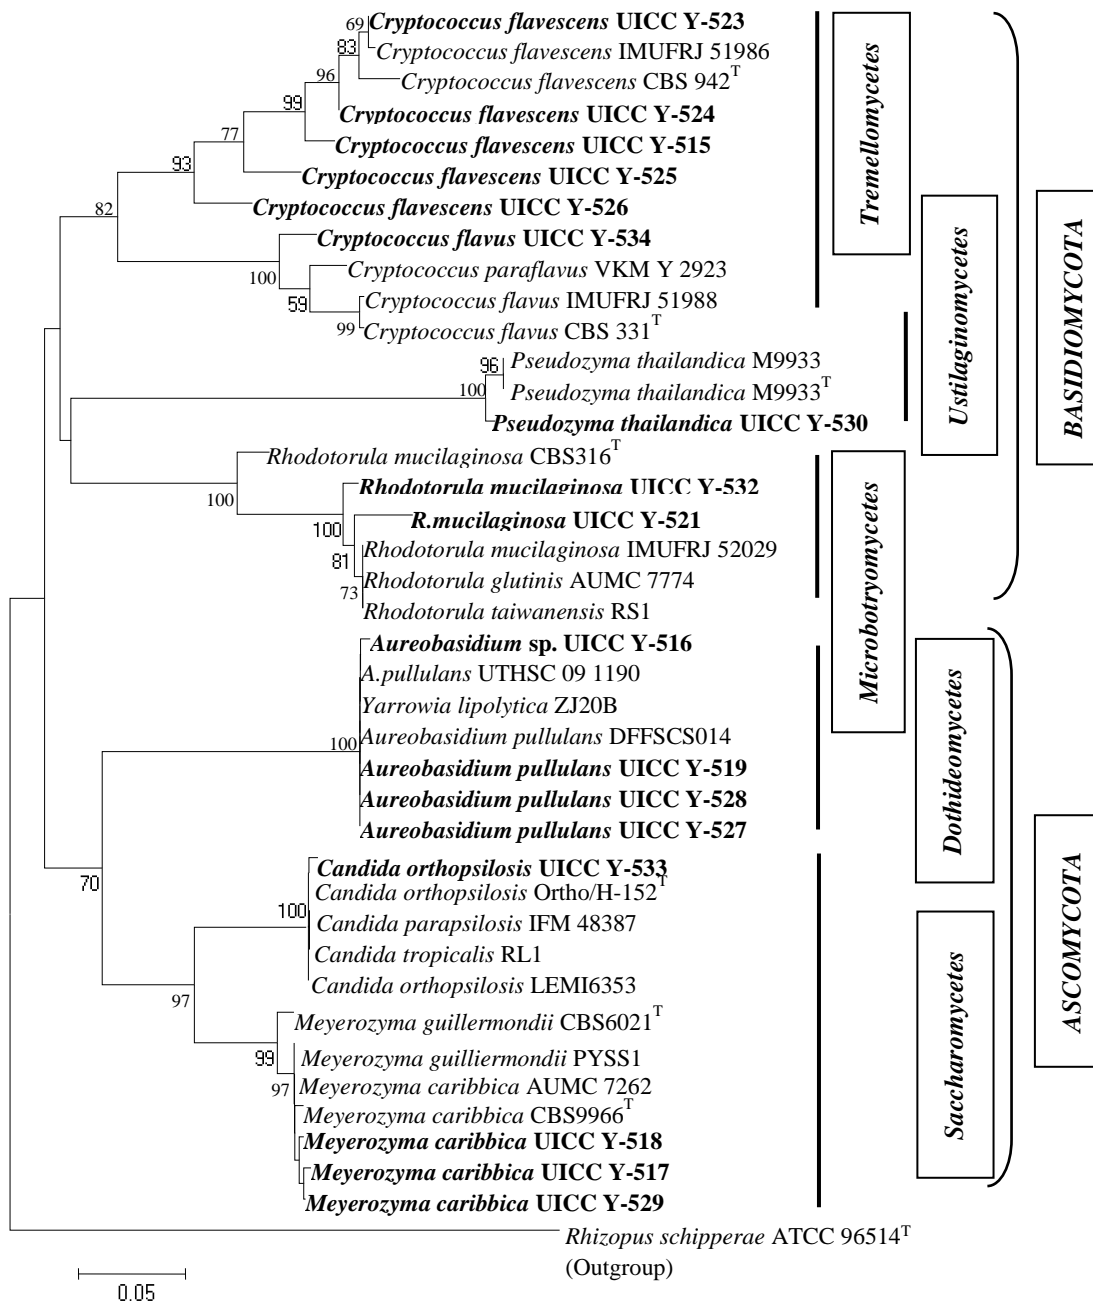 69
Cryptococcus flavescens UICC Y-523
83
Cryptococcus flavescens IMUFRJ 51986
96
Cryptococcus flavescens CBS 942T
99
Cryptococcus flavescens UICC Y-524
77
Cryptococcus flavescens UICC Y-515
93
Cryptococcus flavescens UICC Y-525
82
Cryptococcus flavescens UICC Y-526
Cryptococcus flavus UICC Y-534
100
Cryptococcus paraflavus VKM Y 2923
59
Cryptococcus flavus IMUFRJ 51988
99
Cryptococcus flavus CBS 331T
96
Pseudozyma thailandica M9933
100
Pseudozyma thailandica M9933T
Pseudozyma thailandica UICC Y-530
Rhodotorula mucilaginosa CBS316T
100
Rhodotorula mucilaginosa UICC Y-532
100
R.mucilaginosa UICC Y-521
81
Rhodotorula mucilaginosa IMUFRJ 52029
73
Rhodotorula glutinis AUMC 7774
Rhodotorula taiwanensis RS1
Aureobasidium sp. UICC Y-516
A.pullulans UTHSC 09 1190
Yarrowia lipolytica ZJ20B
100
Aureobasidium pullulans DFFSCS014
Aureobasidium pullulans UICC Y-519
Aureobasidium pullulans UICC Y-528
Aureobasidium pullulans UICC Y-527
70
Candida orthopsilosis UICC Y-533
Candida orthopsilosis Ortho/H-152T
100
Candida parapsilosis IFM 48387
Candida tropicalis RL1
Candida orthopsilosis LEMI6353
97
Meyerozyma guillermondii CBS6021T
99
Meyerozyma guilliermondii PYSS1
97
Meyerozyma caribbica AUMC 7262
Meyerozyma caribbica CBS9966T
Meyerozyma caribbica UICC Y-518
Meyerozyma caribbica UICC Y-517
Meyerozyma caribbica UICC Y-529
Rhizopus schipperae ATCC 96514T
(Outgroup)
0.05
Tremellomycetes
Ustilaginomycetes
Microbotryomycetes
BASIDIOMYCOTA
Dothideomycetes
Saccharomycetes
ASCOMYCOTA